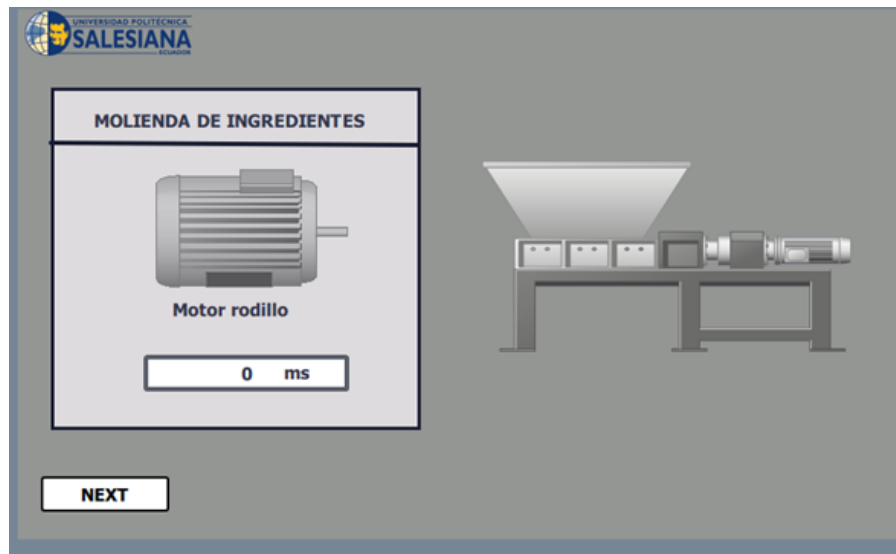 UNIVERSIDAD POLITÉCNICA
SALESIANA
ECUADOR
MOLIENDA DE INGREDIENTES
Motor rodillo
0 ms
NEXT